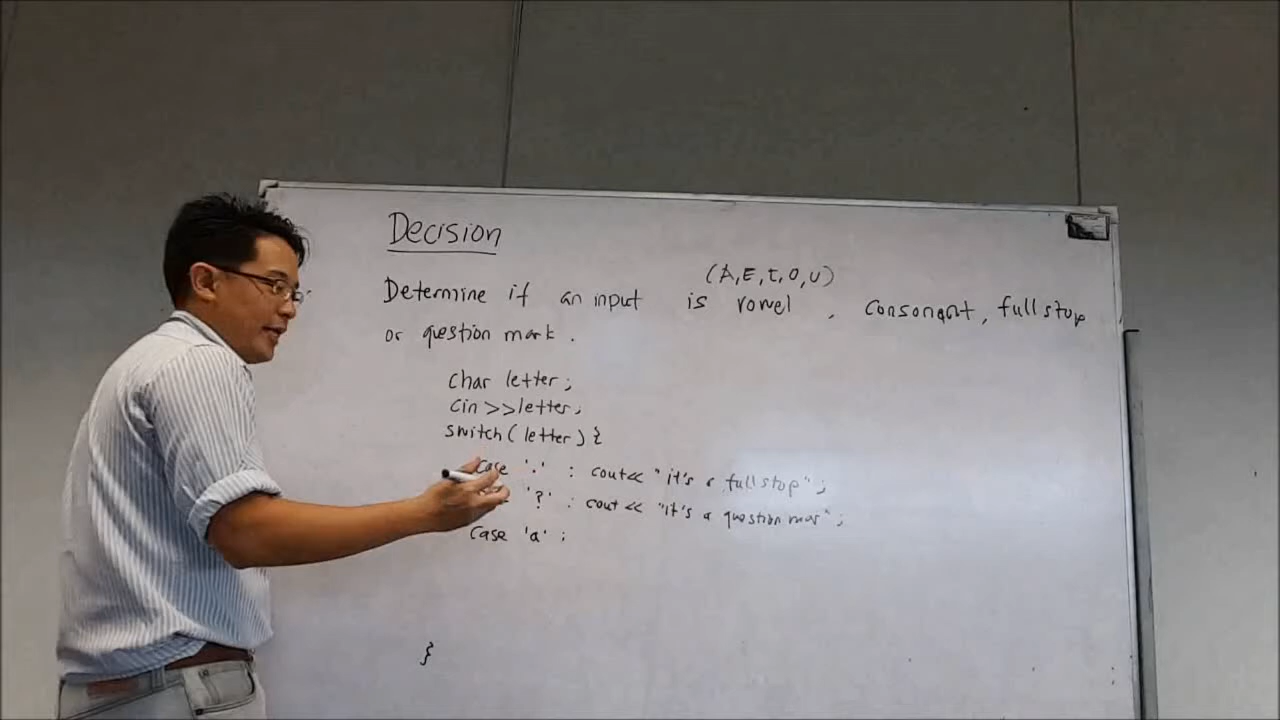 Decision
(A, E, I, O, U)
Determine if an input is vowel, consonant, full stop
or question mark.
char letter;
cin >> letter;
switch (letter) {
case '.' : cout << "it's a full stop";
'?' : cout << "it's a question mar";
case 'a' :
}